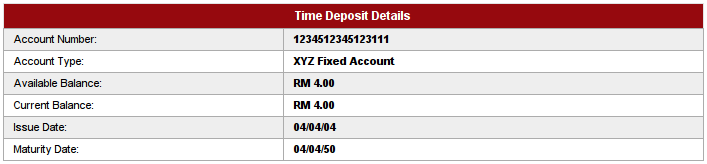 Time Deposit Details
Account Number: 1234512345123111
Account Type: XYZ Fixed Account
Available Balance: RM 4.00
Current Balance: RM 4.00
Issue Date: 04/04/04
Maturity Date: 04/04/50